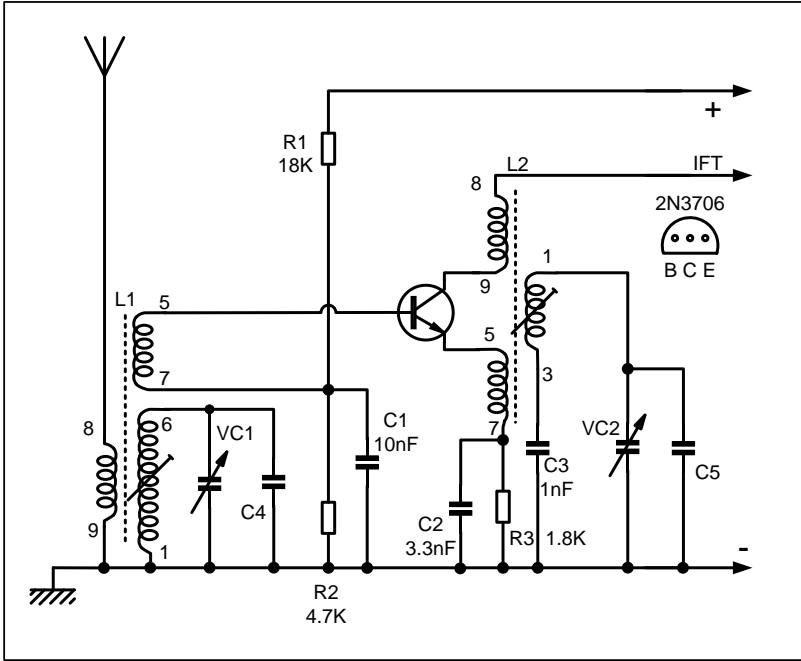 +
R1
18K
L2
IFT
8
2N3706
B C E
1
9
L1
5
5
7
3
8
6
VC1
C1
10nF
7
VC2
C3
1nF
C5
C4
C2
3.3nF
R3 1.8K
9
1
-
R2
4.7K